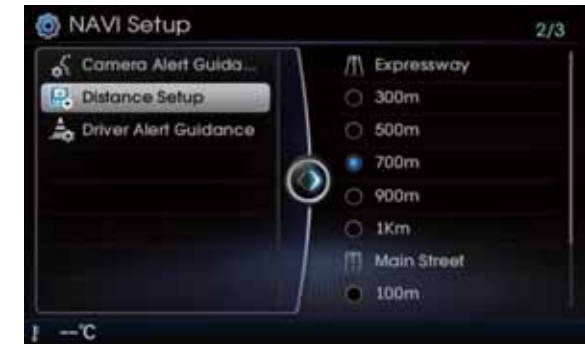 NAVI Setup
2/3
Camera Alert Guida...
Distance Setup
Driver Alert Guidance
Expressway
300m
500m
700m
900m
1Km
Main Street
100m
--°C